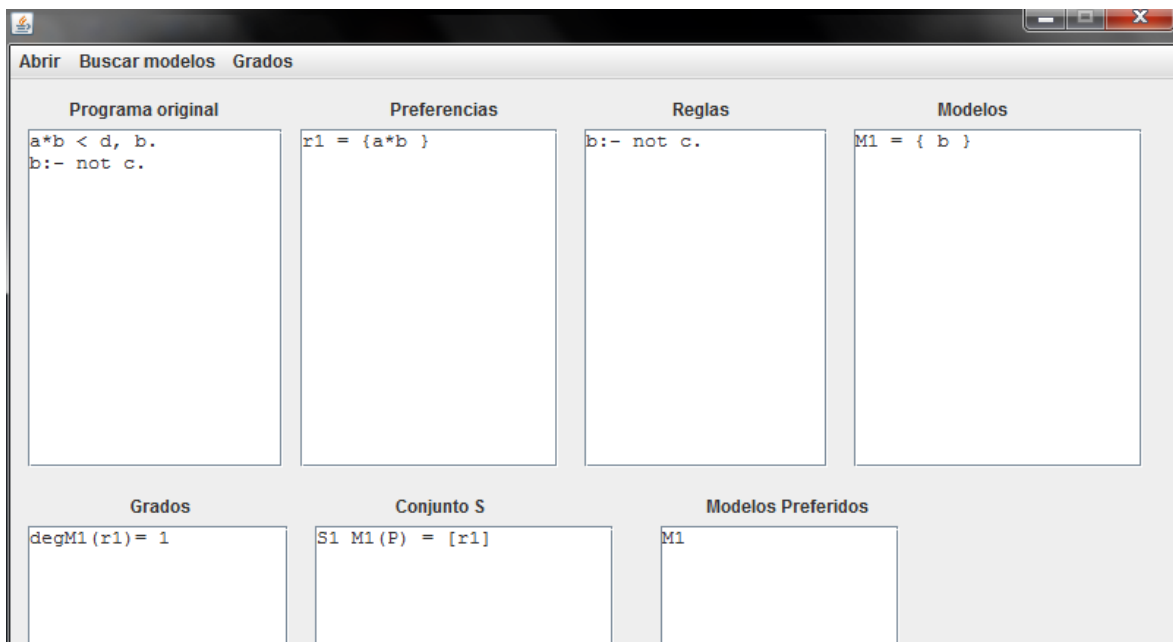 Abrir Buscar modelos Grados
Programa original Preferencias Reglas Modelos
a*b < d, b. r1 = {a*b } b:- not c. M1 = { b }
b:- not c.
Grados Conjunto S Modelos Preferidos
degM1(r1)= 1 S1 M1(P) = [r1] M1